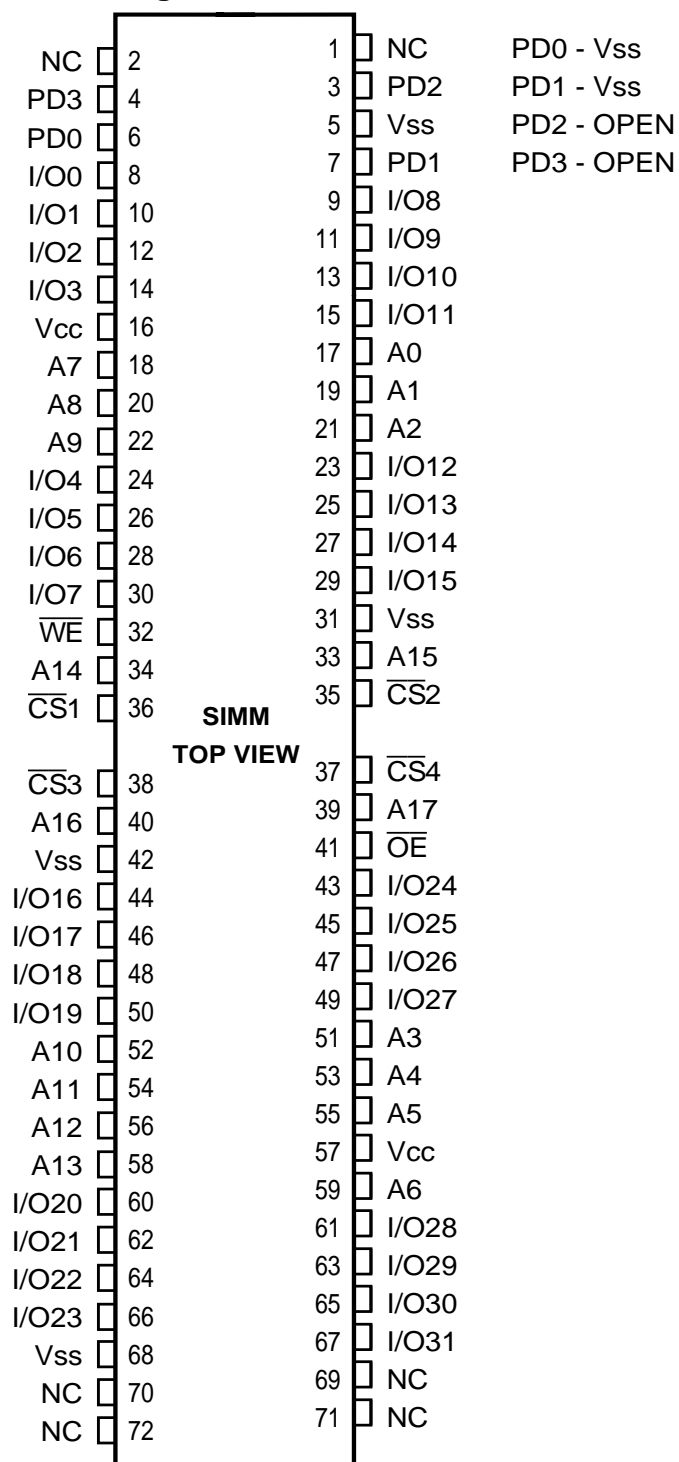 1 NC PD0 - Vss
NC 2
3 PD2 PD1 - Vss
PD3 4
5 Vss PD2 - OPEN
PD0 6
7 PD1 PD3 - OPEN
I/O0 8
9 I/O8
I/O1 10
11 I/O9
I/O2 12
13 I/O10
I/O3 14
15 I/O11
Vcc 16
17 A0
A7 18
19 A1
A8 20
21 A2
A9 22
23 I/O12
I/O4 24
25 I/O13
I/O5 26
27 I/O14
I/O6 28
29 I/O15
I/O7 30
31 Vss
W̅E̅ 32
33 A15
A14 34
35 C̅S̅2
C̅S̅1 36
SIMM
TOP VIEW
37 C̅S̅4
C̅S̅3 38
39 A17
A16 40
41 O̅E̅
Vss 42
43 I/O24
I/O16 44
45 I/O25
I/O17 46
47 I/O26
I/O18 48
49 I/O27
I/O19 50
51 A3
A10 52
53 A4
A11 54
55 A5
A12 56
57 Vcc
A13 58
59 A6
I/O20 60
61 I/O28
I/O21 62
63 I/O29
I/O22 64
65 I/O30
I/O23 66
67 I/O31
Vss 68
69 NC
NC 70
71 NC
NC 72